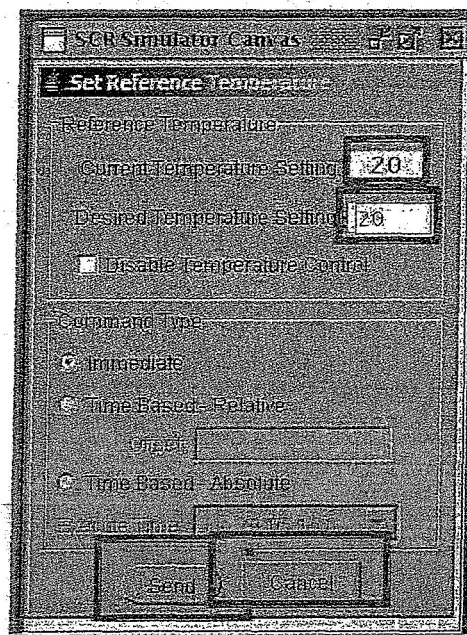 SCR Simulator Canvas
Set Reference Temperature
Reference Temperature
Current Temperature Setting 20
Desired Temperature Setting 20
Disable Temperature Control
Command Type
Immediate
Time Based - Relative
Time Based - Absolute
Time
Send Cancel